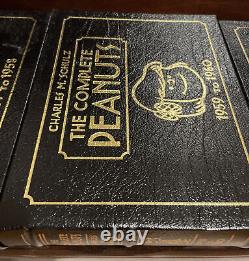 CHARLES M. SCHULZ
THE COMPLETE
PEANUTS
1959 to 1960
to 1958
ebay